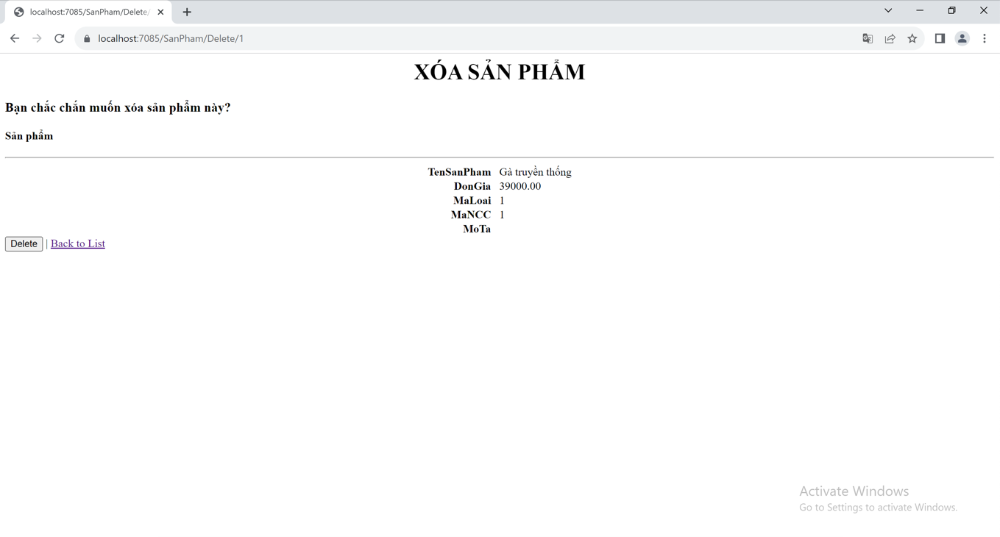 localhost:7085/SanPham/Delete/
localhost:7085/SanPham/Delete/1
XÓA SẢN PHẨM
Bạn chắc chắn muốn xóa sản phẩm này?
Sản phẩm
TenSanPham Gà truyền thống
DonGia 39000.00
MaLoai 1
MaNCC 1
MoTa
Delete | Back to List
Activate Windows
Go to Settings to activate Windows.